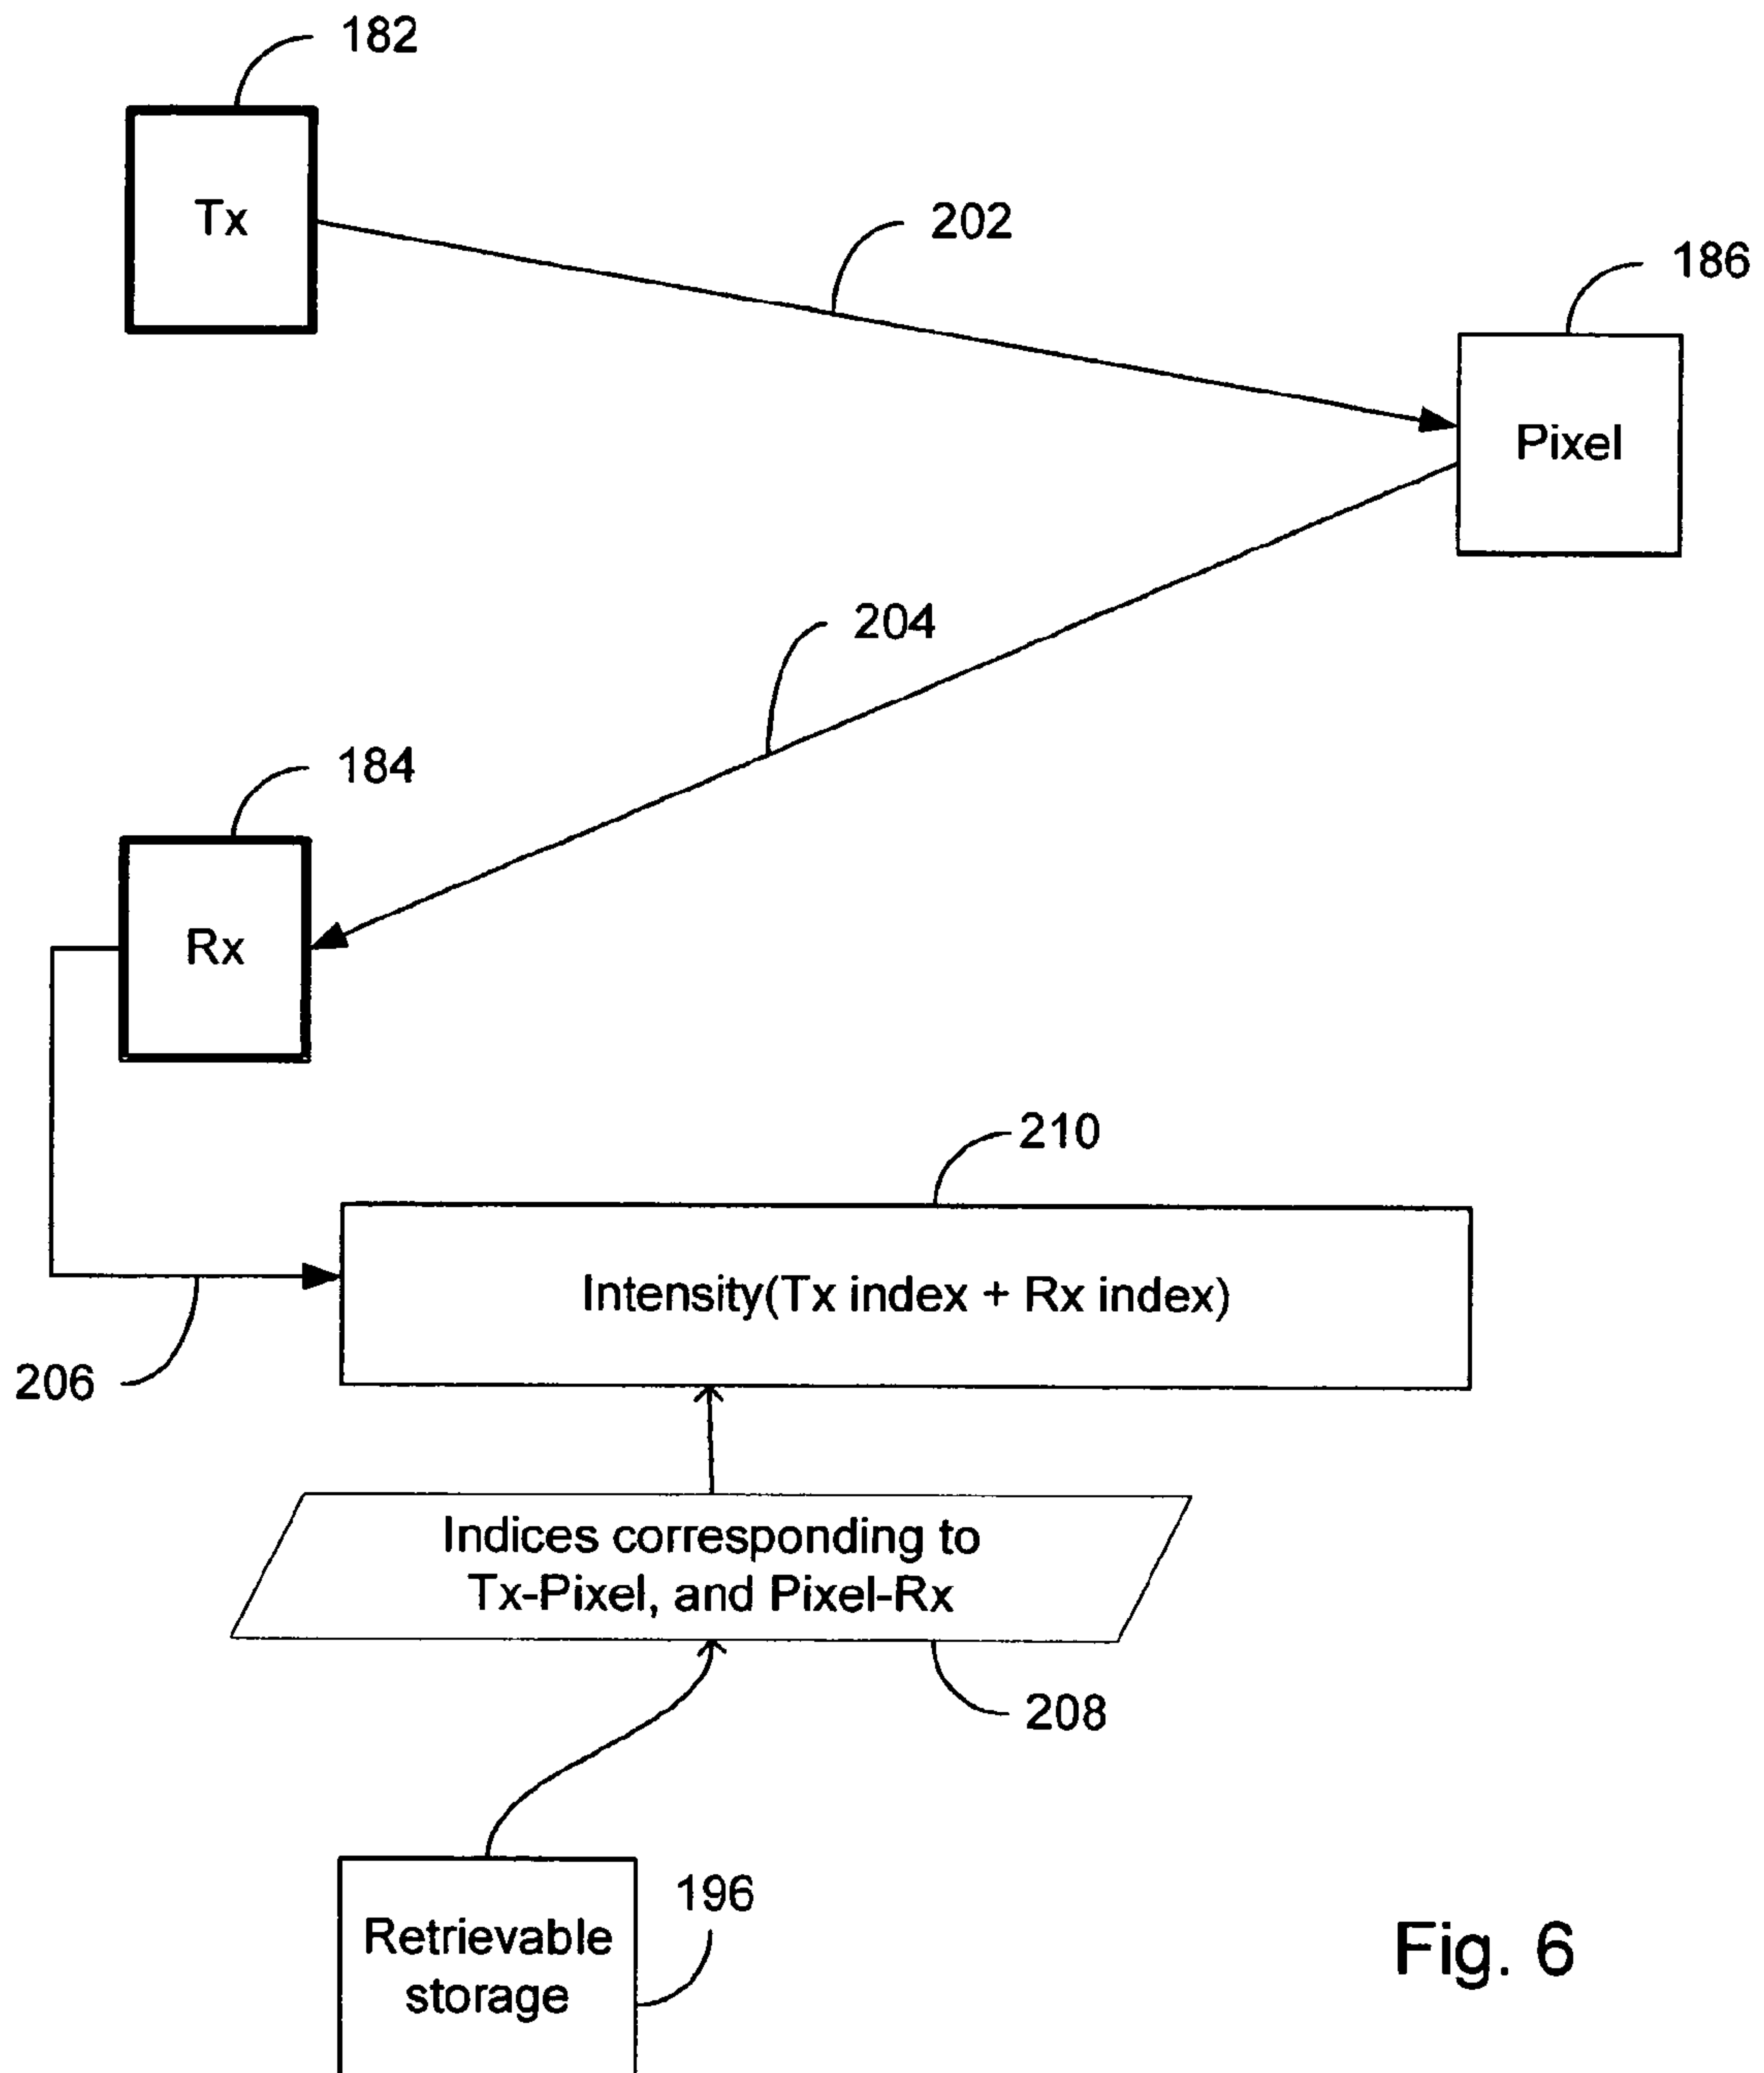 182
Tx
202
186
Pixel
204
184
Rx
210
Intensity(Tx index + Rx index)
206
Indices corresponding to
Tx-Pixel, and Pixel-Rx
208
196
Retrievable
storage
Fig. 6